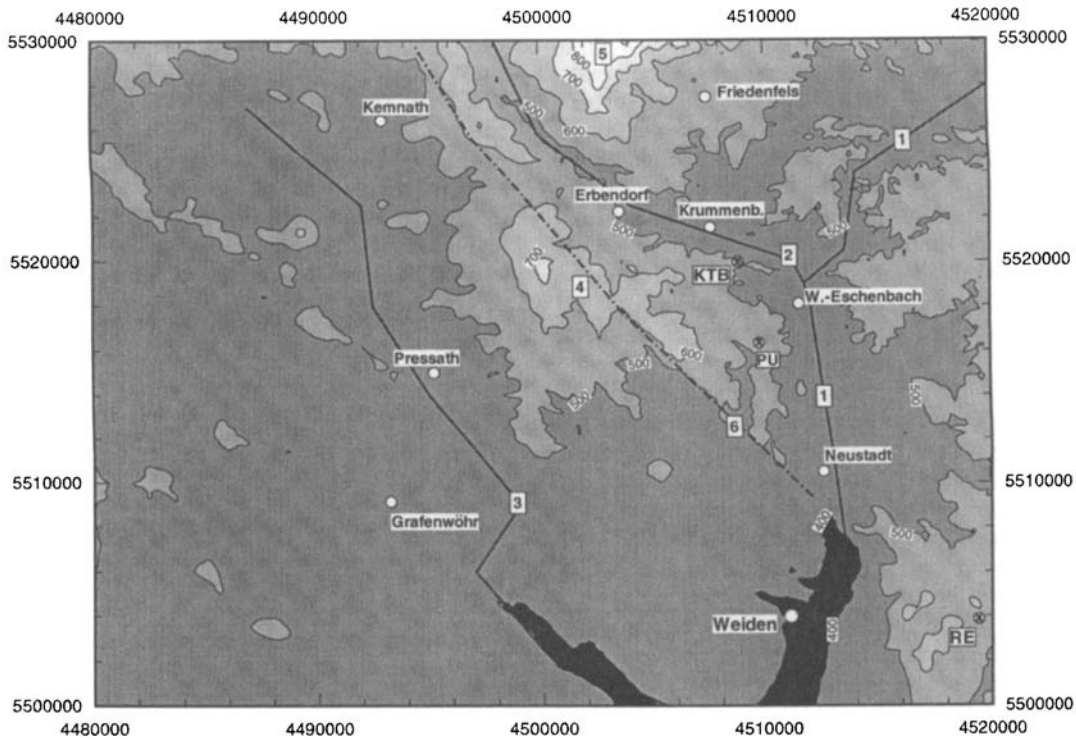 4480000 4490000 4500000 4510000 4520000
5530000 5530000
800 5
700
Friedenfels
Kemnath
500
600
1
Erbendorf
Krummenb.
500 500
2
700
KTB
5520000 5520000
4
W.-Eschenbach
600
PU
Pressath
500
500
500
1
6
Neustadt
5510000 5510000
3
Grafenwöhr
400
500
Weiden
400
RE
5500000 5500000
4480000 4490000 4500000 4510000 4520000